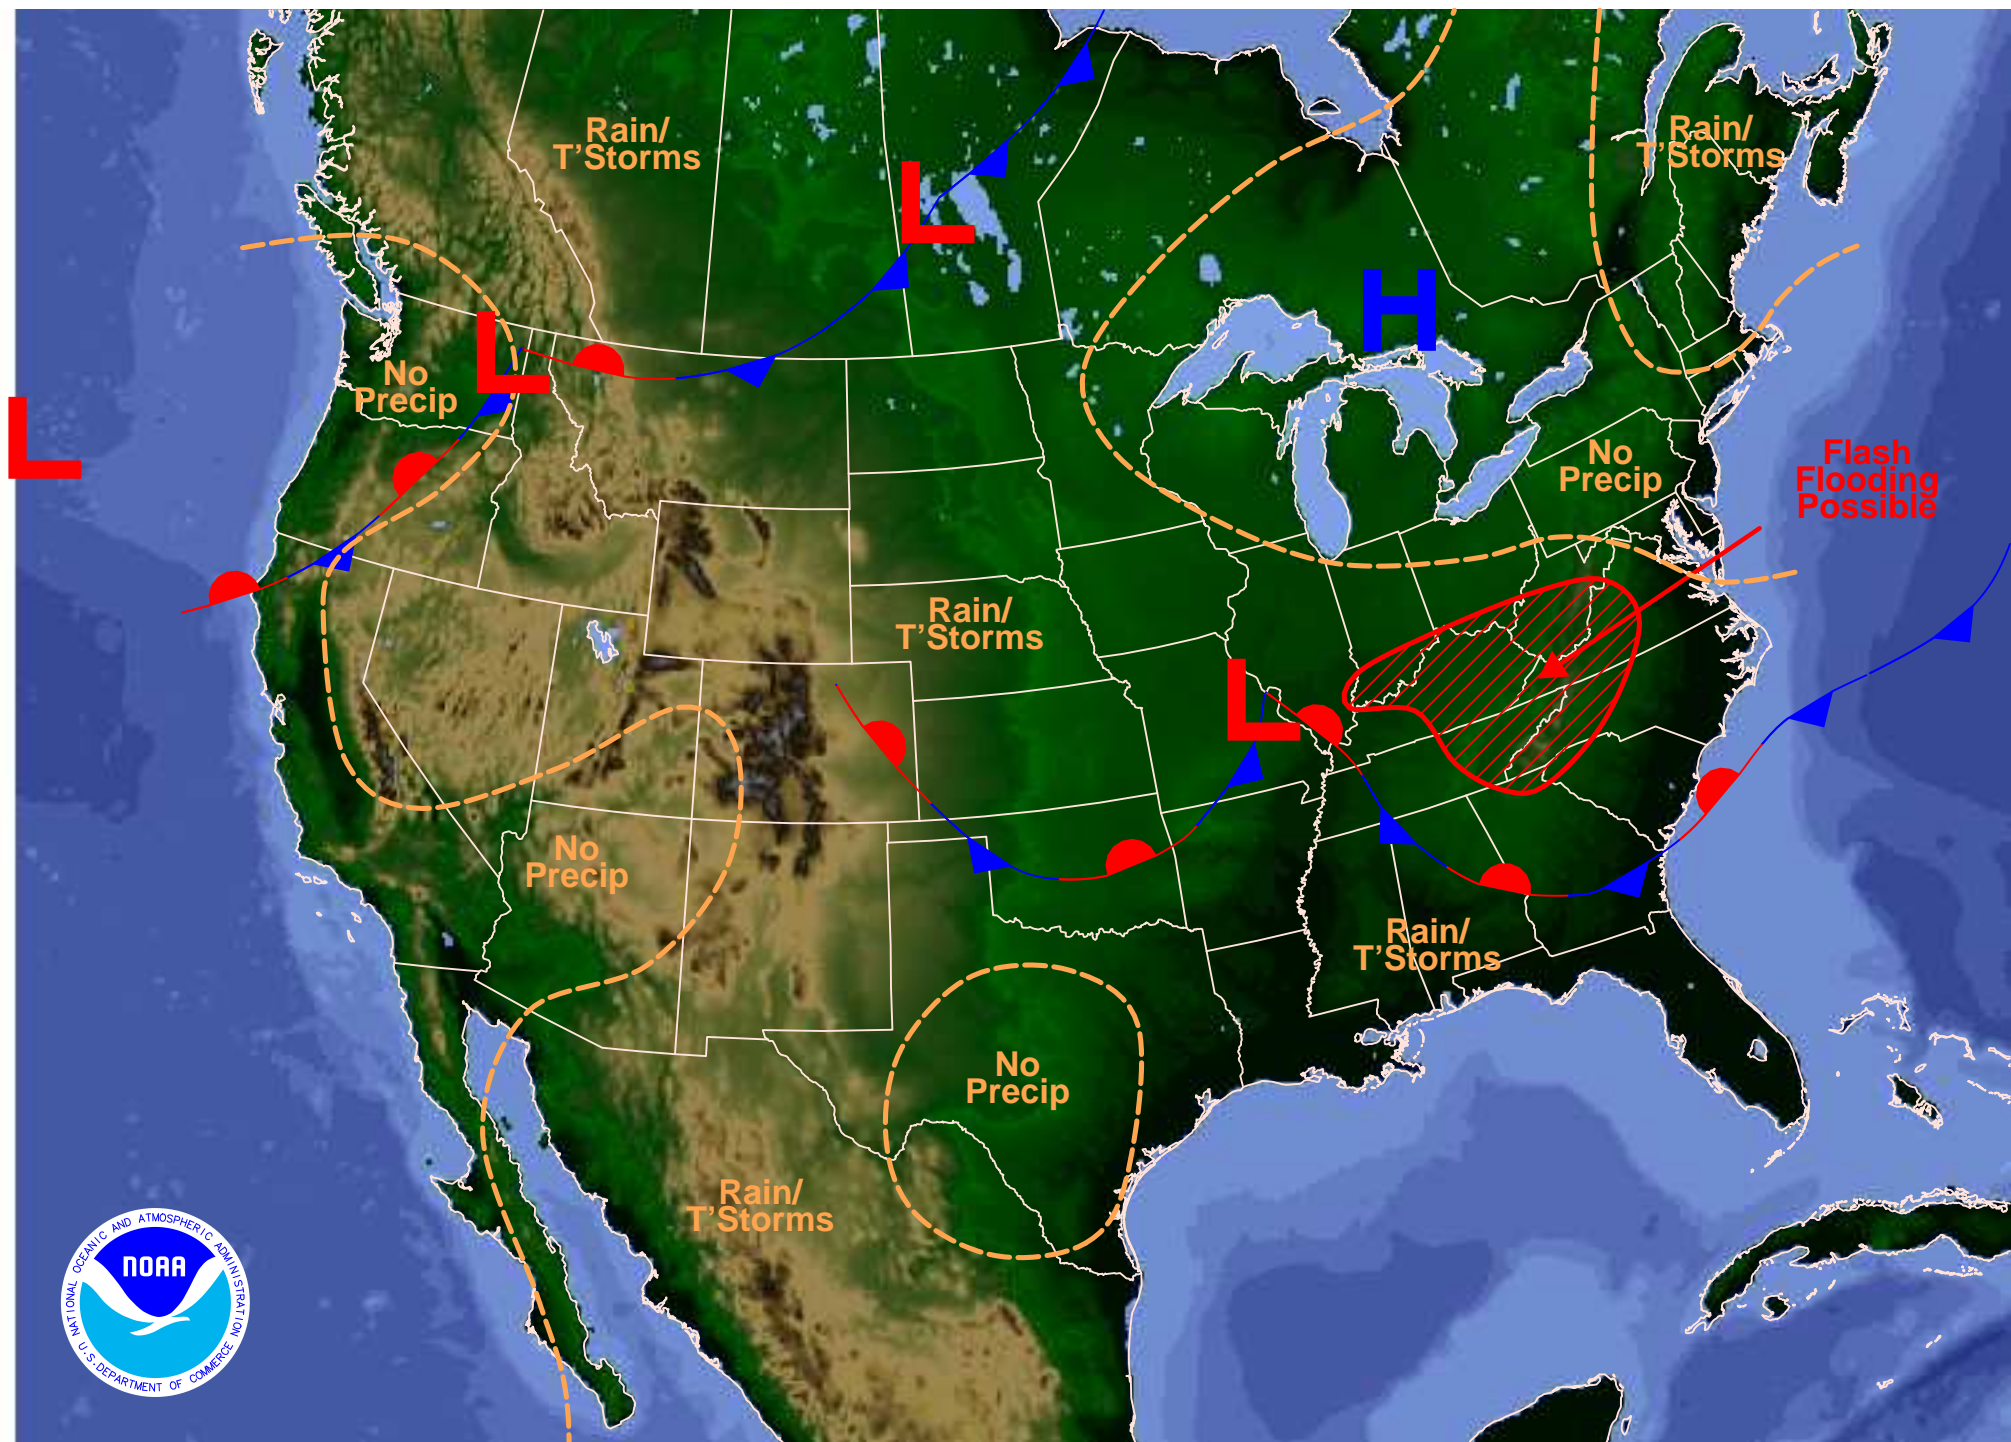 Rain/
T'Storms
Rain/
T'Storms
L
H
L
No
Precip
L
Flash
Flooding
Possible
No
Precip
Rain/
T'Storms
L
No
Precip
Rain/
T'Storms
No
Precip
Rain/
T'Storms
NATIONAL OCEANIC AND ATMOSPHERIC ADMINISTRATION
NOAA
U.S. DEPARTMENT OF COMMERCE